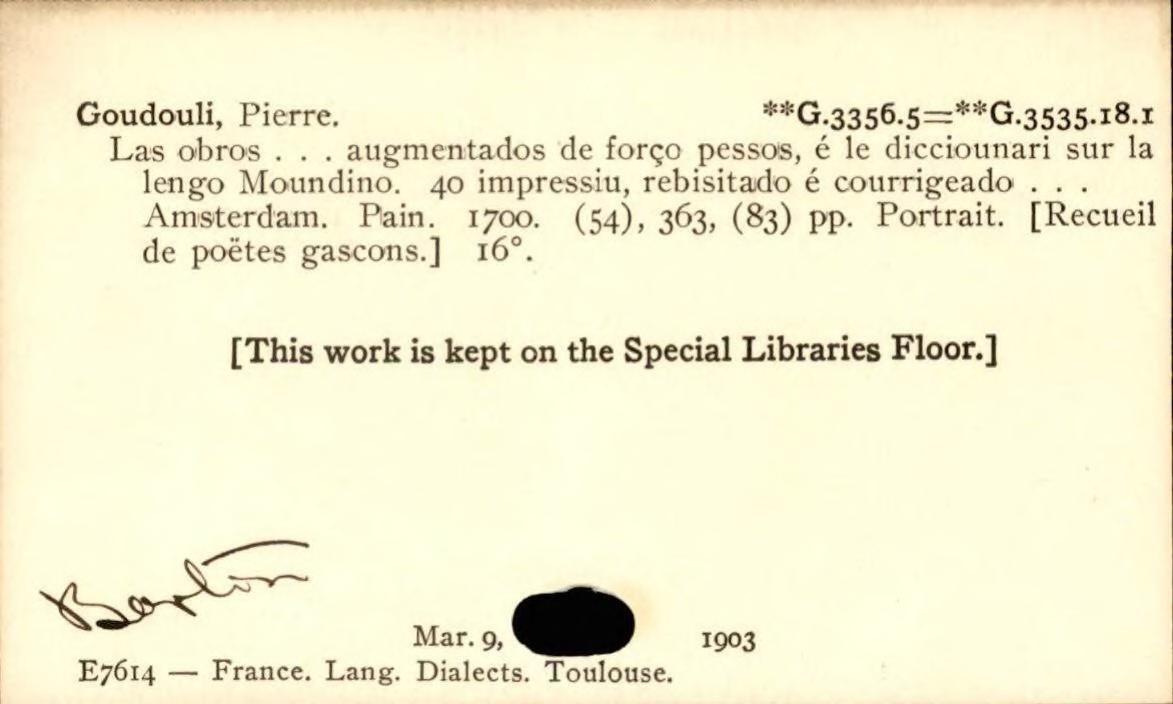 Goudouli, Pierre. **G.3356.5=**G.3535.18.1
Las obros . . . augmentados de forço pessos, é le dicciounari sur la
lengo Moundino. 40 impressiu, rebisitado é courrigeado . . .
Amsterdam. Pain. 1700. (54), 363, (83) pp. Portrait. [Recueil
de poëtes gascons.] 16°.
[This work is kept on the Special Libraries Floor.]
Barton
Mar. 9, 1903
E7614 — France. Lang. Dialects. Toulouse.